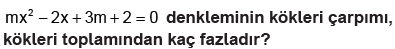 mx² – 2x + 3m + 2 = 0 denkleminin kökleri çarpımı,
kökleri toplamından kaç fazladır?